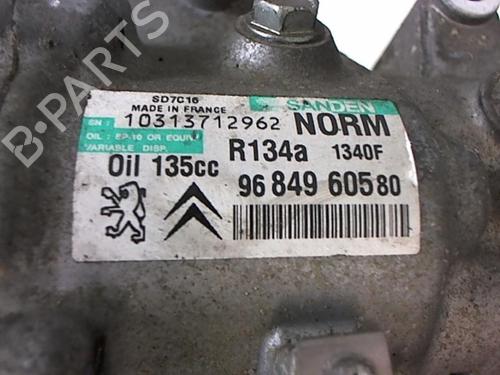 B-PARTS
SD7C16
MADE IN FRANCE
SANDEN
SN: 10313712962
NORM
OIL: SP-10 OR EQUIV
VARIABLE DISP.
R134a 1340F
Oil 135cc
96 849 605 80